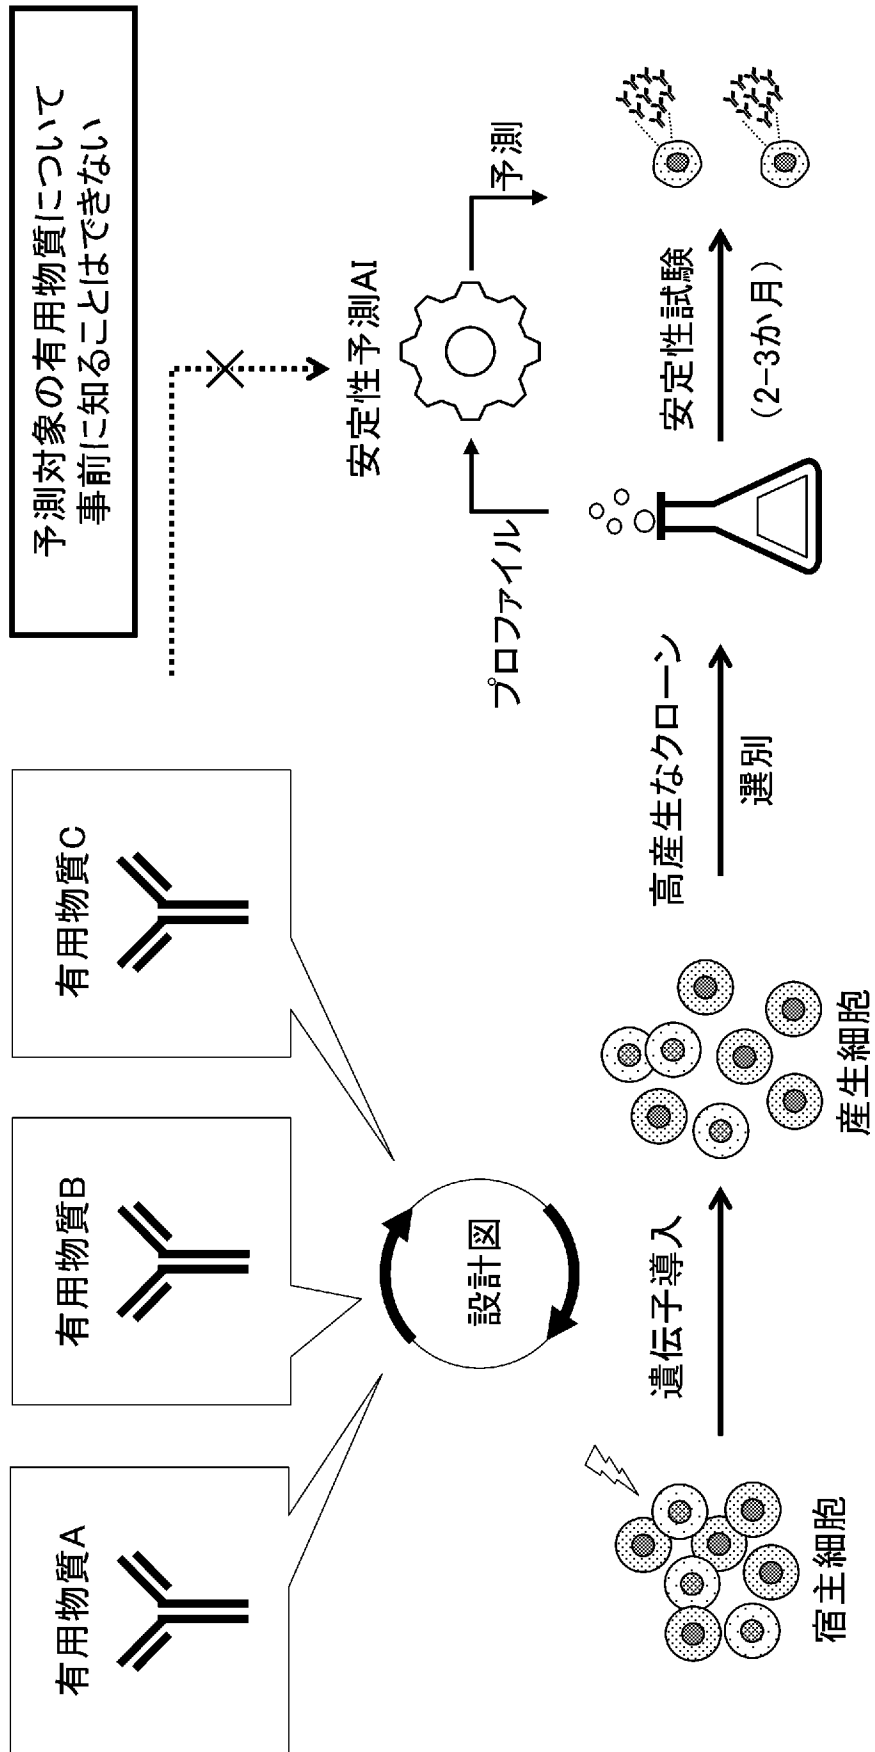 有用物質A
有用物質B
有用物質C
予測対象の有用物質について
事前に知ることはできない
設計図
安定性予測AI
プロファイル
予測
遺伝子導入
高産生なクローン
選別
安定性試験
(2-3か月)
宿主細胞
産生細胞